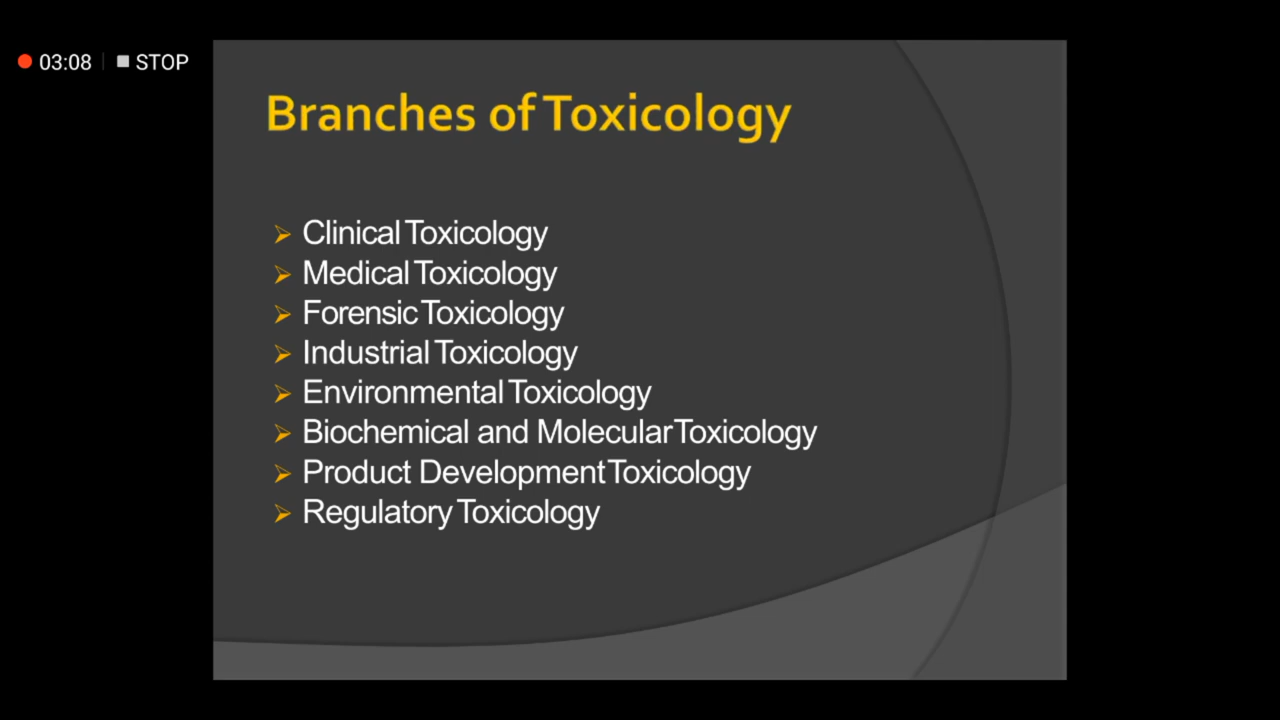 03:08 STOP
Branches of Toxicology
Clinical Toxicology
Medical Toxicology
Forensic Toxicology
Industrial Toxicology
Environmental Toxicology
Biochemical and Molecular Toxicology
Product Development Toxicology
Regulatory Toxicology